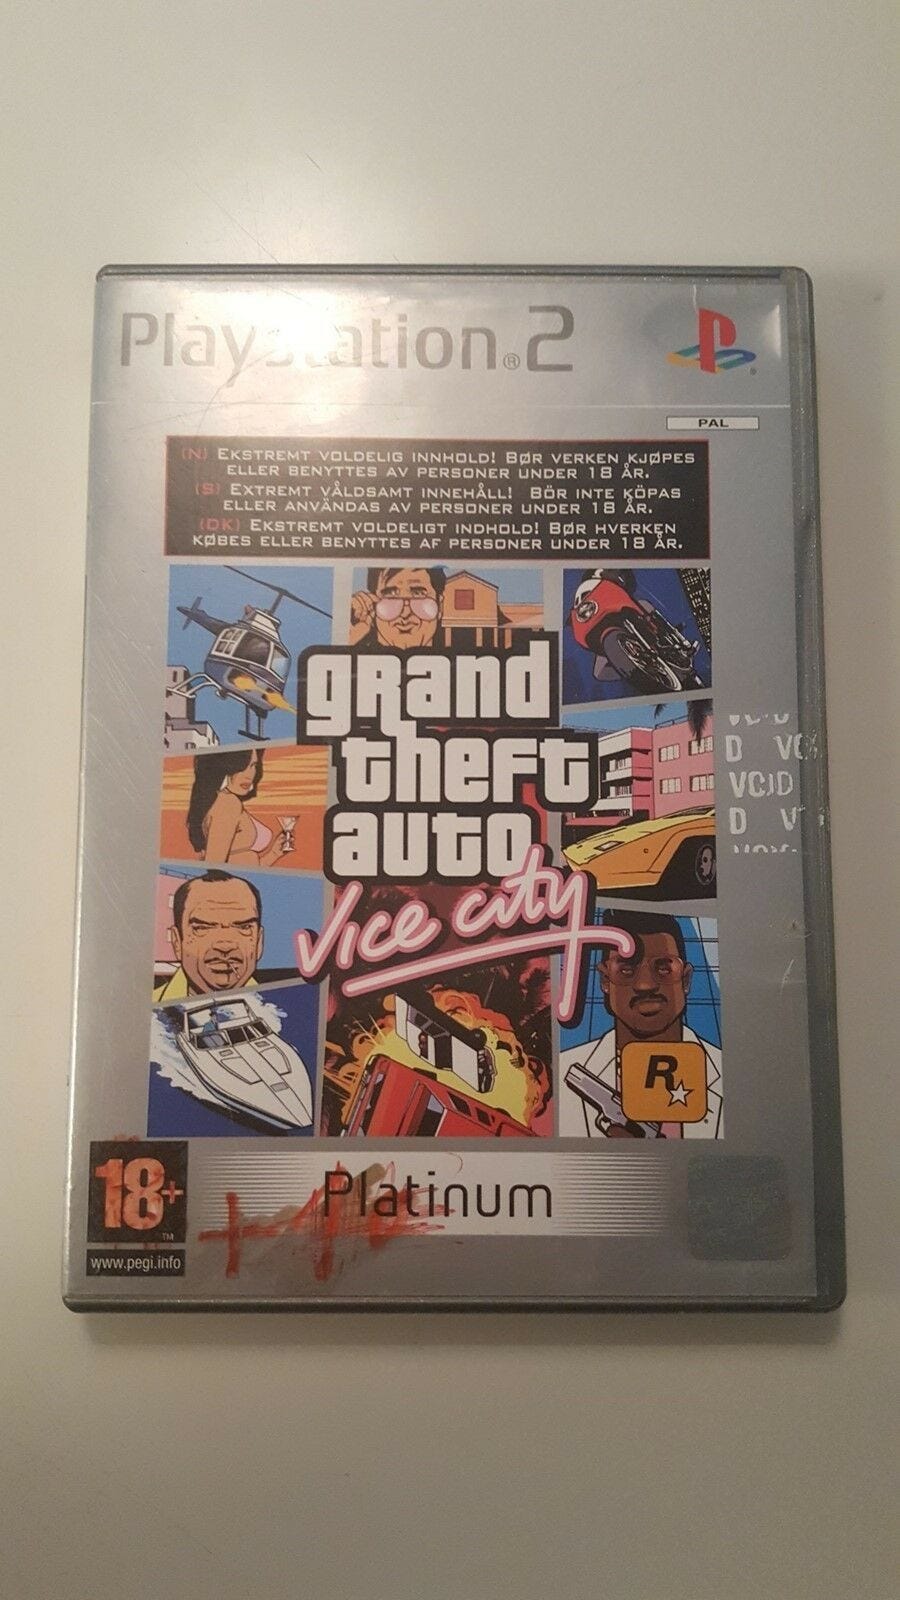 PlayStation®2
PAL
(N) EKSTREMT VOLDELIG INNHOLD! BØR VERKEN KJØPES
ELLER BENYTTES AV PERSONER UNDER 18 ÅR.
(S) EXTREMT VÅLDSAMT INNEHÅLL! BÖR INTE KÖPAS
ELLER ANVÄNDAS AV PERSONER UNDER 18 ÅR.
(DK) EKSTREMT VOLDELIGT INDHOLD! BØR HVERKEN
KØBES ELLER BENYTTES AF PERSONER UNDER 18 ÅR.
grand
theft
auto
vice city
D
VOID
D V
R
18+
TM
www.pegi.info
Platinum